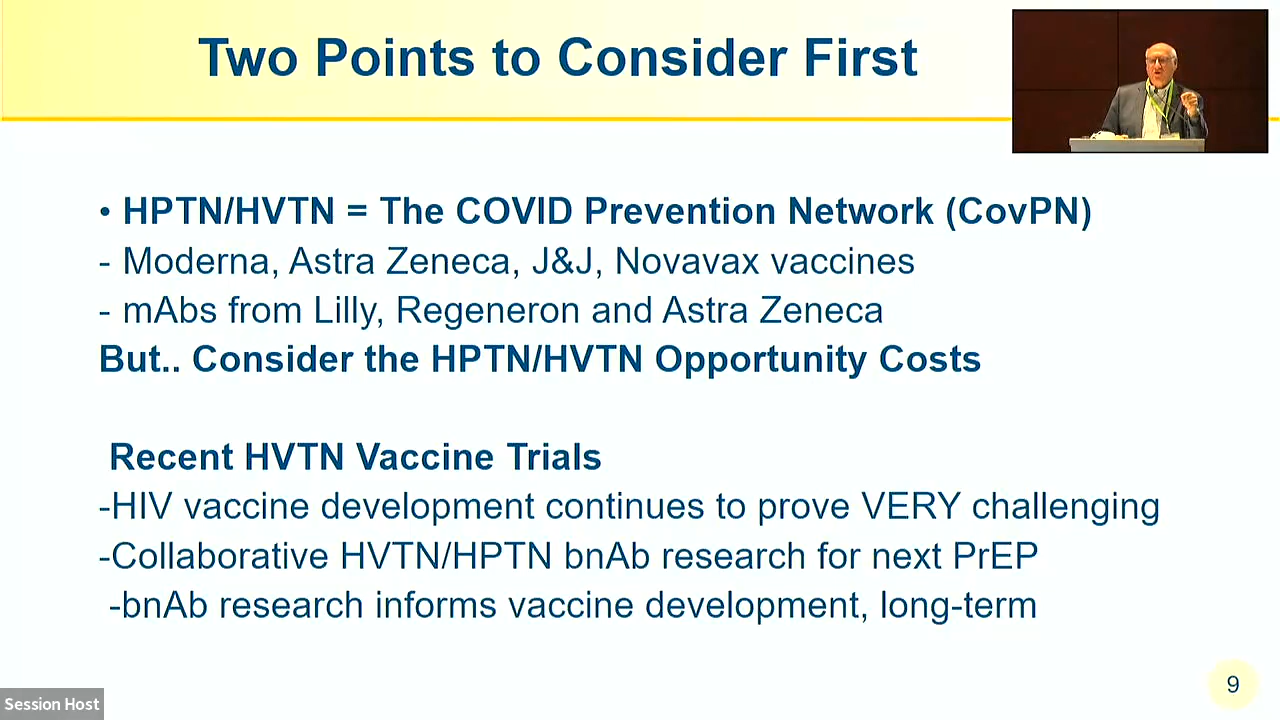 Two Points to Consider First
• HPTN/HVTN = The COVID Prevention Network (CovPN)
- Moderna, Astra Zeneca, J&J, Novavax vaccines
- mAbs from Lilly, Regeneron and Astra Zeneca
But.. Consider the HPTN/HVTN Opportunity Costs
Recent HVTN Vaccine Trials
-HIV vaccine development continues to prove VERY challenging
-Collaborative HVTN/HPTN bnAb research for next PrEP
-bnAb research informs vaccine development, long-term
9
Session Host